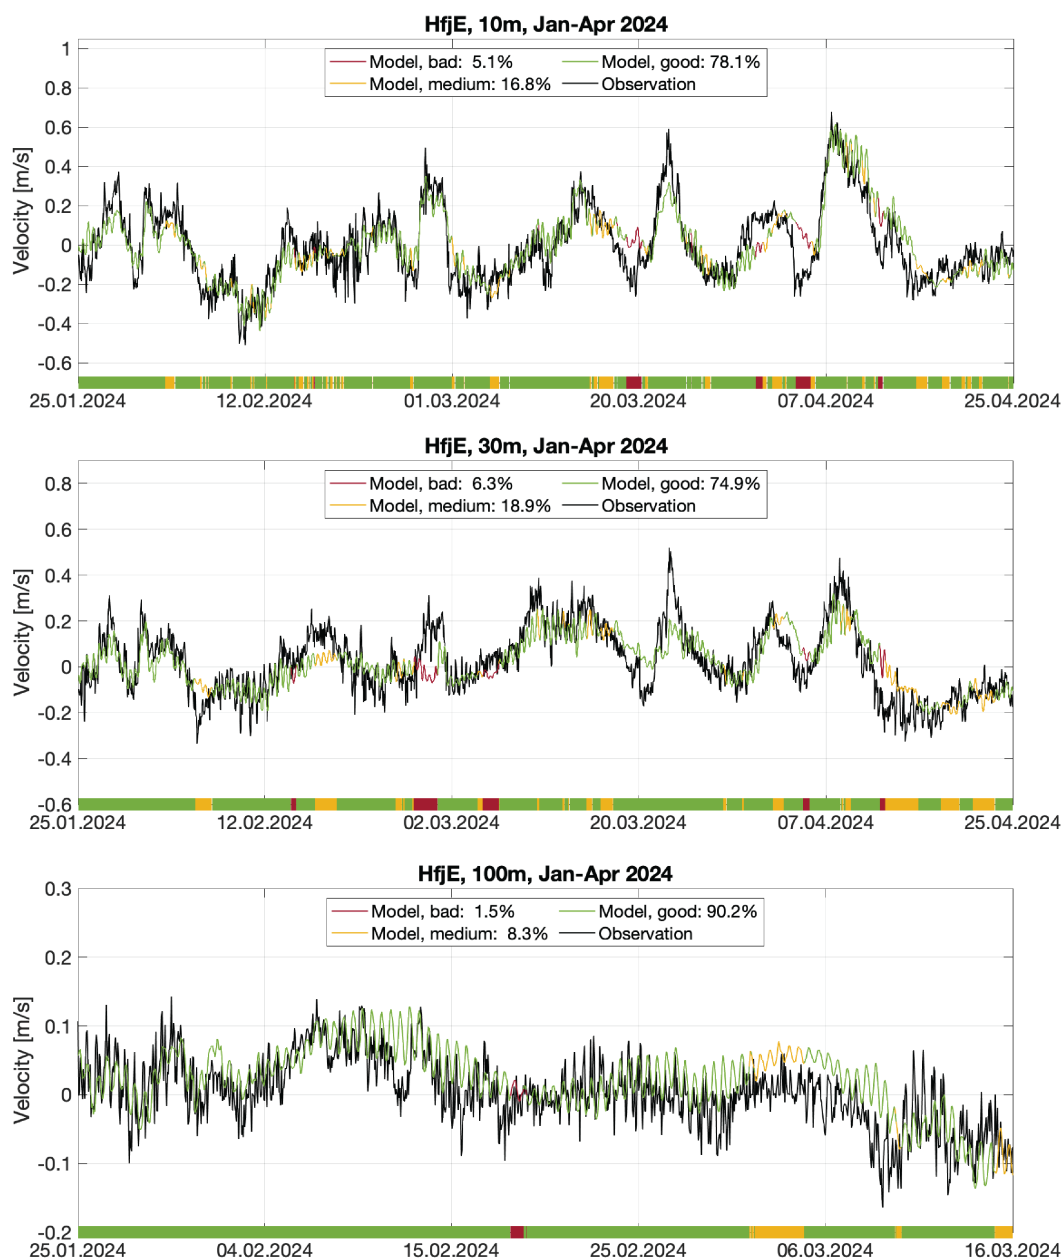 HfjE, 10m, Jan-Apr 2024
Model, bad: 5.1%
Model, good: 78.1%
Model, medium: 16.8%
Observation
Velocity [m/s]
1
0.8
0.6
0.4
0.2
0
-0.2
-0.4
-0.6
25.01.2024 12.02.2024 01.03.2024 20.03.2024 07.04.2024 25.04.2024
HfjE, 30m, Jan-Apr 2024
Model, bad: 6.3%
Model, good: 74.9%
Model, medium: 18.9%
Observation
Velocity [m/s]
0.8
0.6
0.4
0.2
0
-0.2
-0.4
-0.6
25.01.2024 12.02.2024 02.03.2024 20.03.2024 07.04.2024 25.04.2024
HfjE, 100m, Jan-Apr 2024
Model, bad: 1.5%
Model, good: 90.2%
Model, medium: 8.3%
Observation
Velocity [m/s]
0.3
0.2
0.1
0
-0.1
-0.2
25.01.2024 04.02.2024 15.02.2024 25.02.2024 06.03.2024 16.03.2024